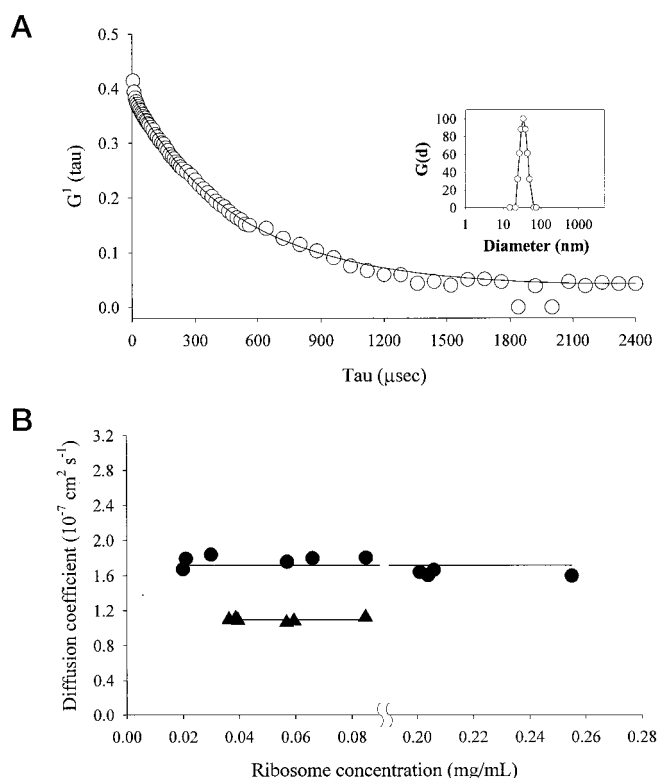 A
0.5
0.4
0.3
0.2
0.1
0.0
G¹ (tau)
0 300 600 900 1200 1500 1800 2100 2400
Tau (μsec)
100
80
60
40
20
0
G(d)
1 10 100 1000
Diameter (nm)
B
3.2
2.8
2.4
2.0
1.6
1.2
0.8
0.4
0.0
Diffusion coefficient (10⁻⁷ cm² s⁻¹)
0.00 0.02 0.04 0.06 0.08 0.20 0.22 0.24 0.26 0.28
Ribosome concentration (mg/mL)